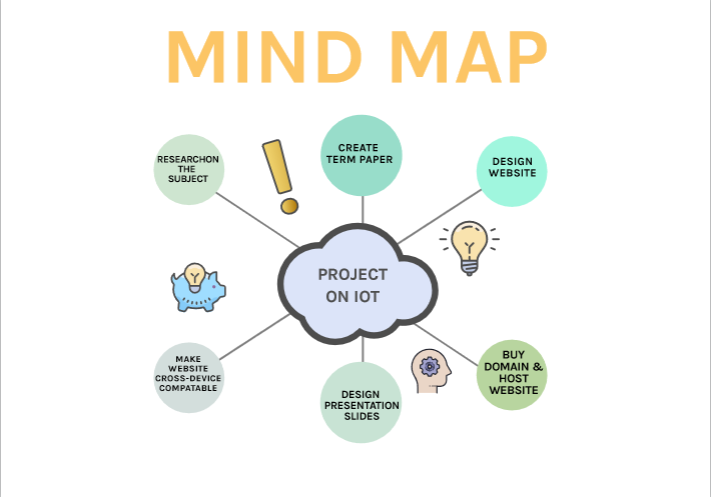 MIND MAP
RESEARCHON
THE
SUBJECT
CREATE
TERM PAPER
DESIGN
WEBSITE
PROJECT
ON IOT
MAKE
WEBSITE
CROSS-DEVICE
COMPATABLE
DESIGN
PRESENTATION
SLIDES
BUY
DOMAIN &
HOST
WEBSITE